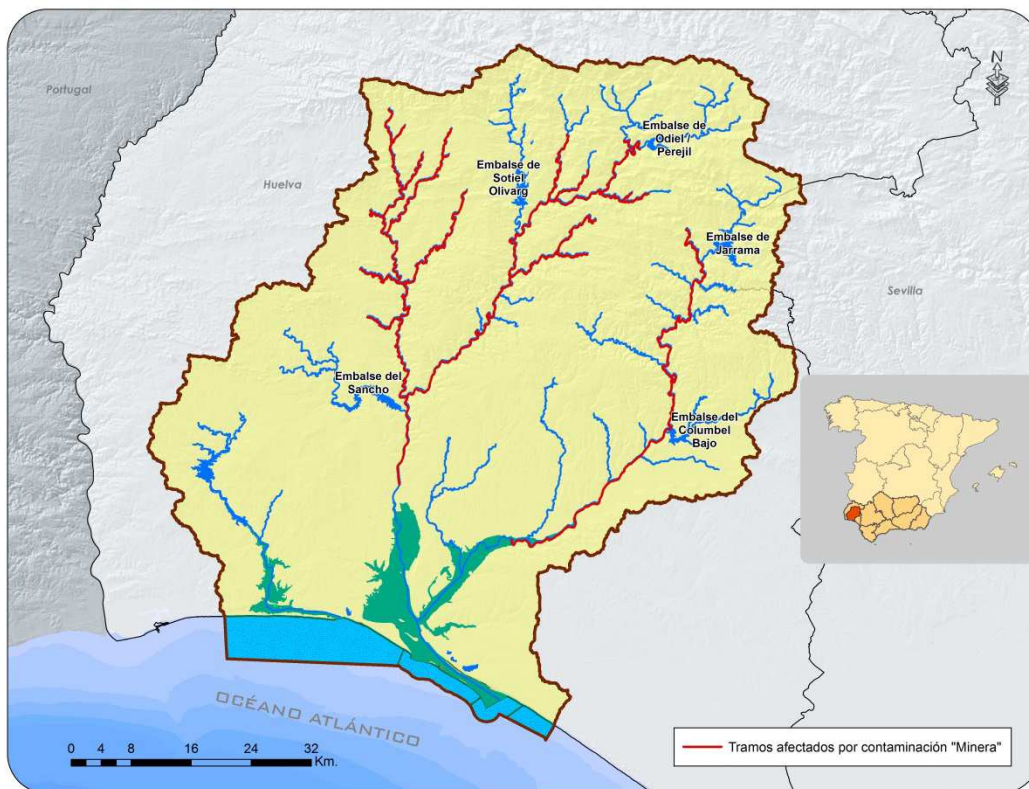 Portugal
N
Embalse de
Odiel /
Perejil
Embalse de
Sotiel
Olivarg
Huelva
Embalse de
Jarrama
Sevilla
Embalse del
Sancho
Embalse del
Columbel
Bajo
OCÉANO ATLÁNTICO
Tramos afectados por contaminación "Minera"
0 4 8 16 24 32
Km.